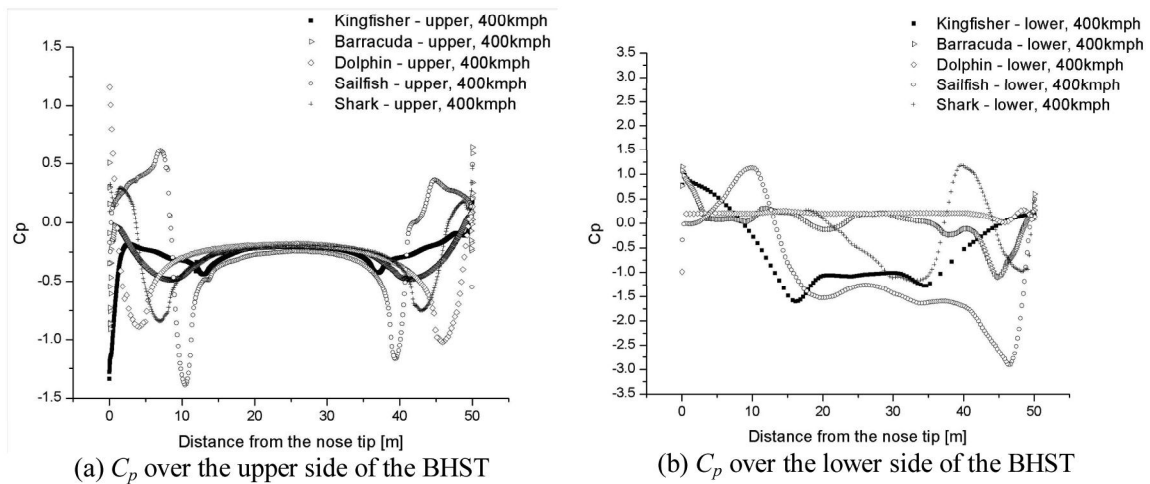 Kingfisher - upper, 400kmph
Barracuda - upper, 400kmph
Dolphin - upper, 400kmph
Sailfish - upper, 400kmph
Shark - upper, 400kmph
1.5
1.0
0.5
0.0
-0.5
-1.0
-1.5
Cp
0 10 20 30 40 50
Distance from the nose tip [m]
(a) Cp over the upper side of the BHST
Kingfisher - lower, 400kmph
Barracuda - lower, 400kmph
Dolphin - lower, 400kmph
Sailfish - lower, 400kmph
Shark - lower, 400kmph
3.5
3.0
2.5
2.0
1.5
1.0
0.5
0.0
-0.5
-1.0
-1.5
-2.0
-2.5
-3.0
-3.5
Cp
0 10 20 30 40 50
Distance from the nose tip [m]
(b) Cp over the lower side of the BHST